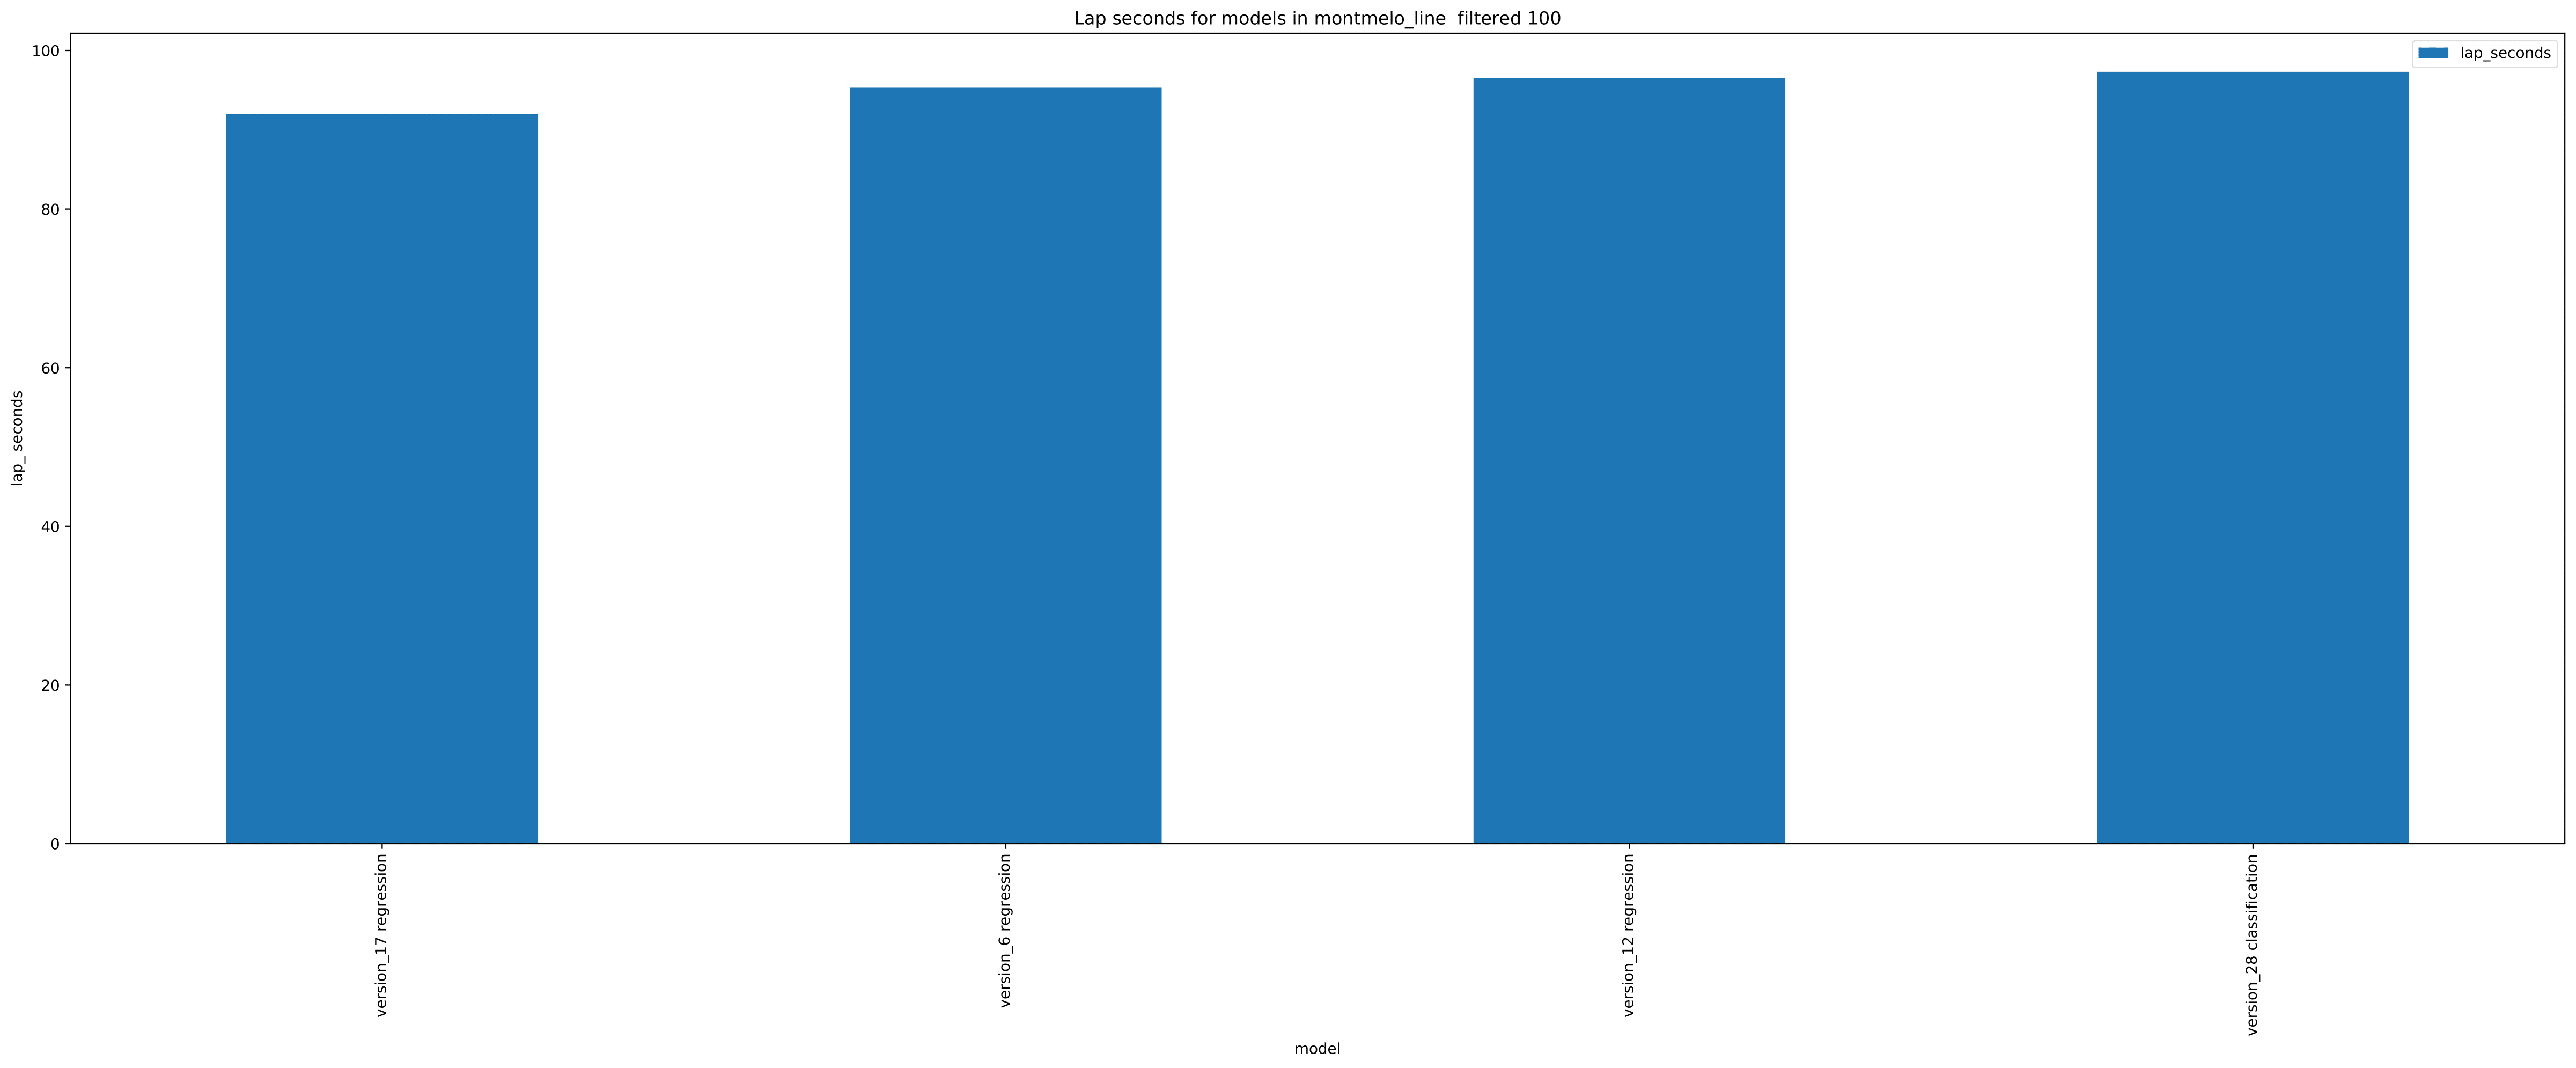 Lap seconds for models in montmelo_line  filtered 100
lap_seconds
100
80
60
40
20
0
lap_ seconds
version_17 regression
version_6 regression
version_12 regression
version_28 classification
model